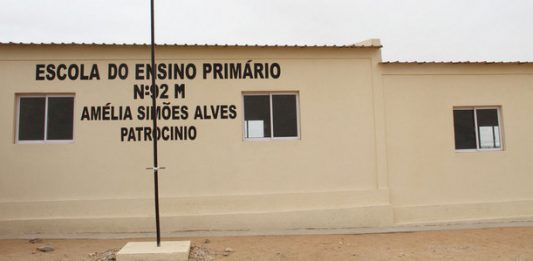 ESCOLA DO ENSINO PRIMÁRIO
Nº92 M
AMÉLIA SIMÕES ALVES
PATROCINIO